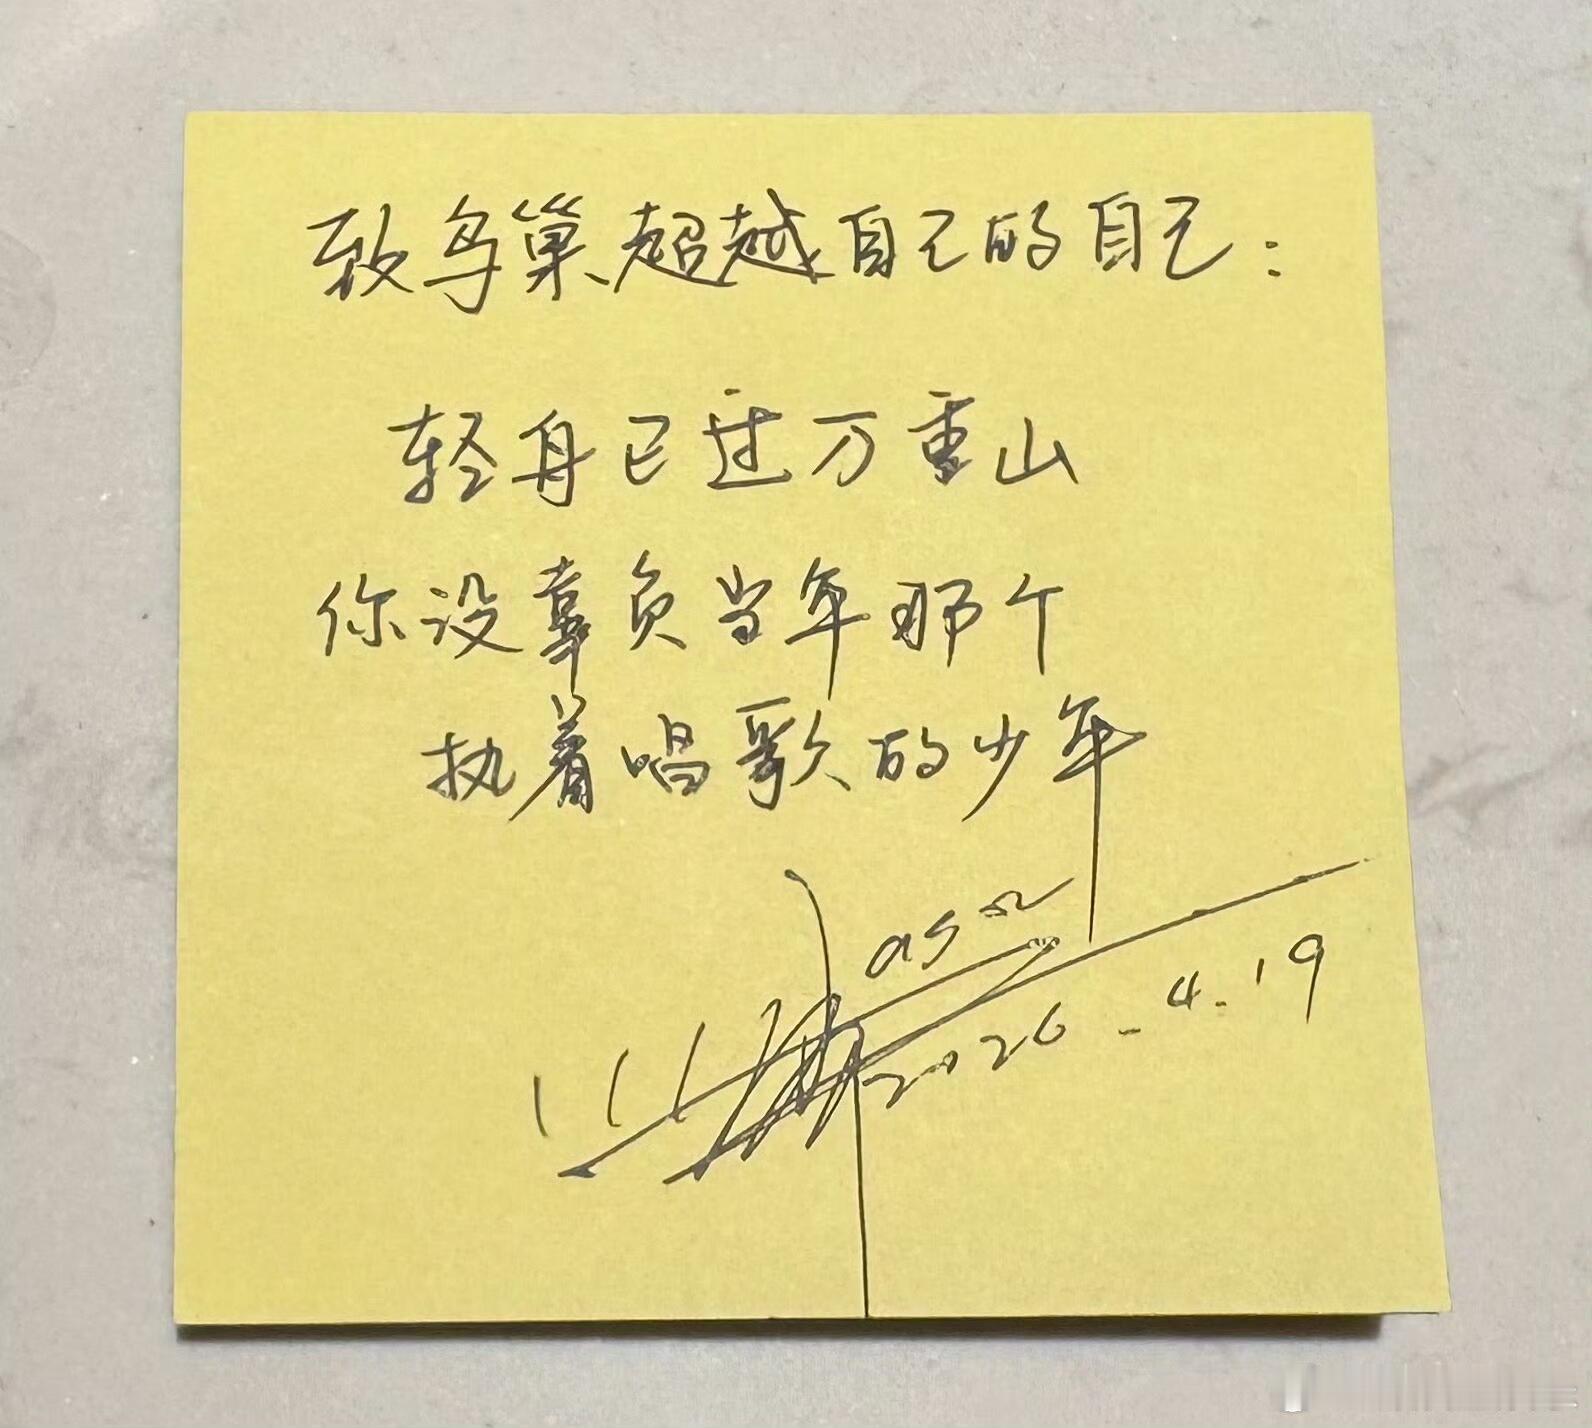 致鸟巢超越自己的自己：
轻舟已过万重山
你没辜负当年那个
执着唱歌的少年
2026.4.19